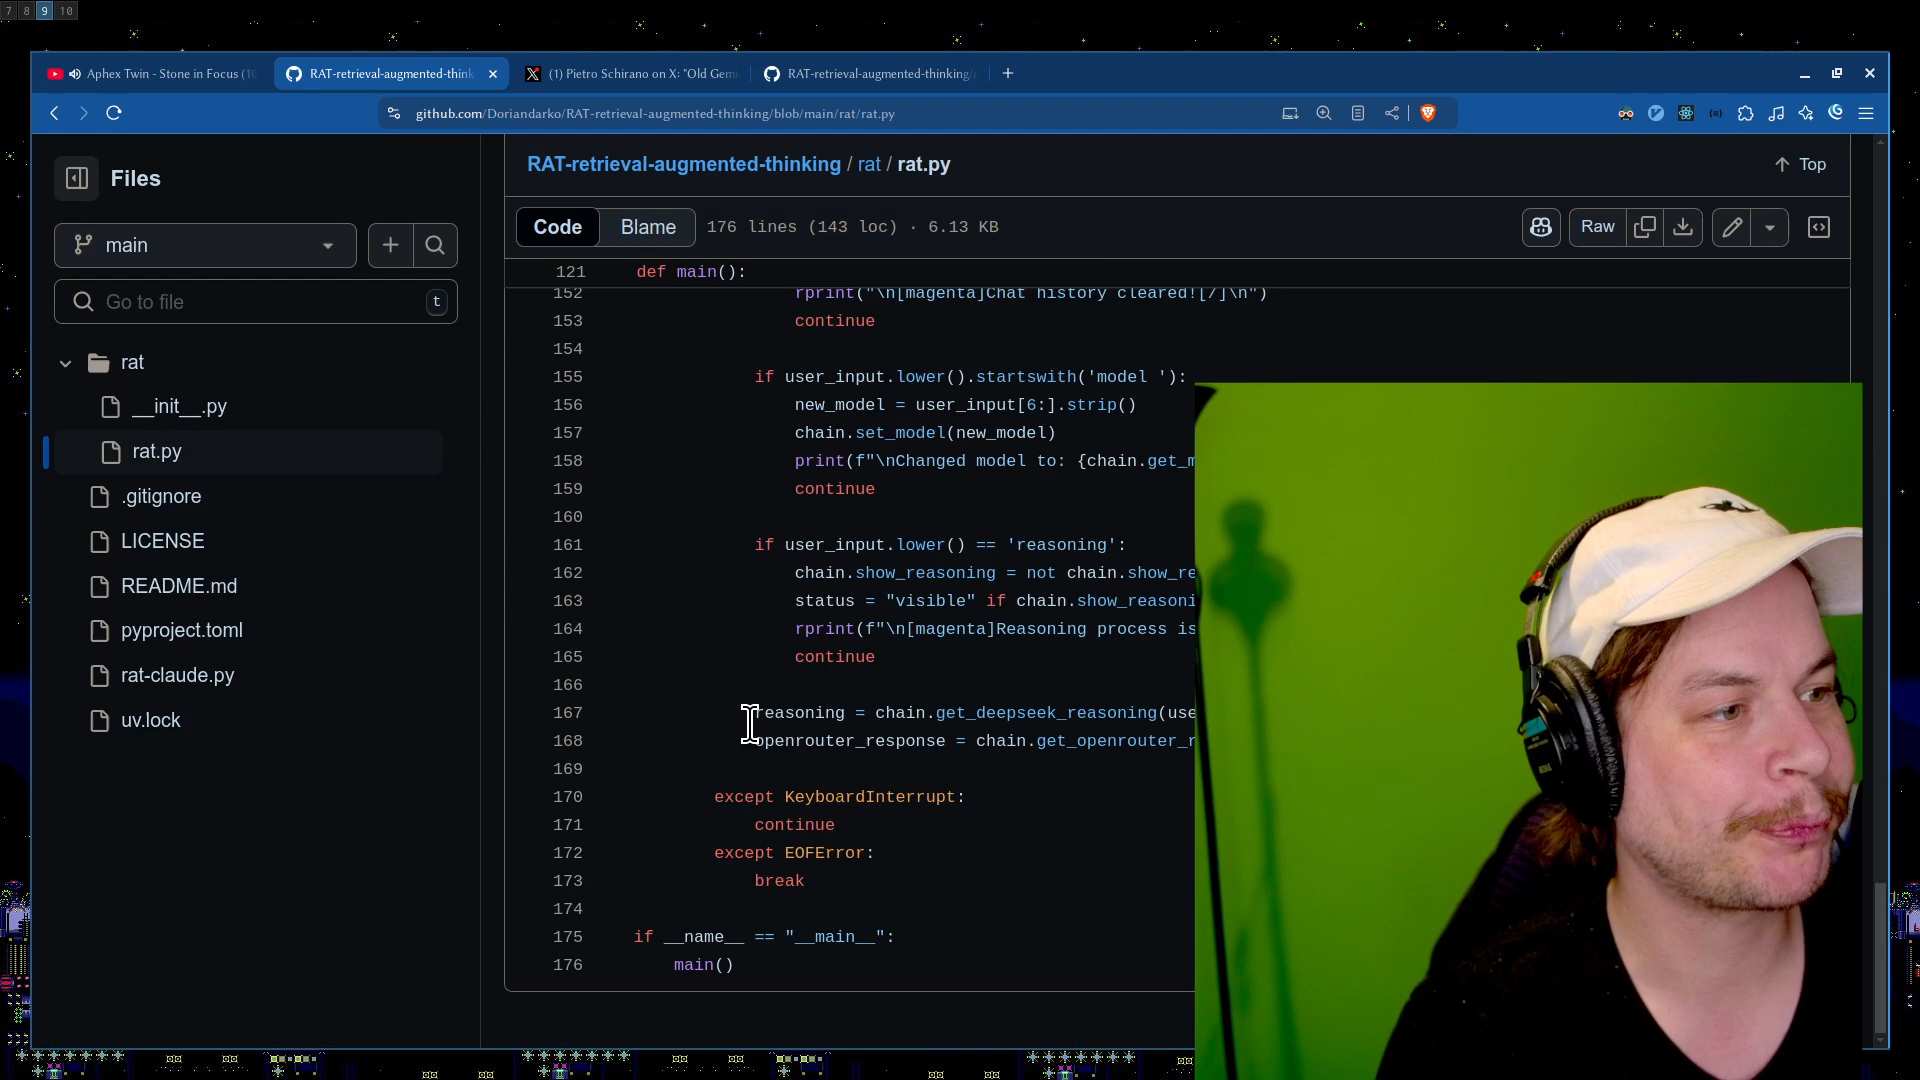 7 8 9 10
Aphex Twin - Stone in Focus (10
RAT-retrieval-augmented-think
(1) Pietro Schirano on X: "Old Gemi
RAT-retrieval-augmented-thinking/
github.com/Doriandarko/RAT-retrieval-augmented-thinking/blob/main/rat/rat.py
Files
main
Go to file
t
rat
__init__.py
rat.py
.gitignore
LICENSE
README.md
pyproject.toml
rat-claude.py
uv.lock
RAT-retrieval-augmented-thinking / rat / rat.py
Top
Code Blame 176 lines (143 loc) · 6.13 KB
Raw
121 def main():
152 rprint("\n[magenta]Chat history cleared![/]\n")
153 continue
154
155 if user_input.lower().startswith('model '):
156 new_model = user_input[6:].strip()
157 chain.set_model(new_model)
158 print(f"\nChanged model to: {chain.get_m
159 continue
160
161 if user_input.lower() == 'reasoning':
162 chain.show_reasoning = not chain.show_re
163 status = "visible" if chain.show_reasoni
164 rprint(f"\n[magenta]Reasoning process is
165 continue
166
167 reasoning = chain.get_deepseek_reasoning(use
168 openrouter_response = chain.get_openrouter_r
169
170 except KeyboardInterrupt:
171 continue
172 except EOFError:
173 break
174
175 if __name__ == "__main__":
176 main()